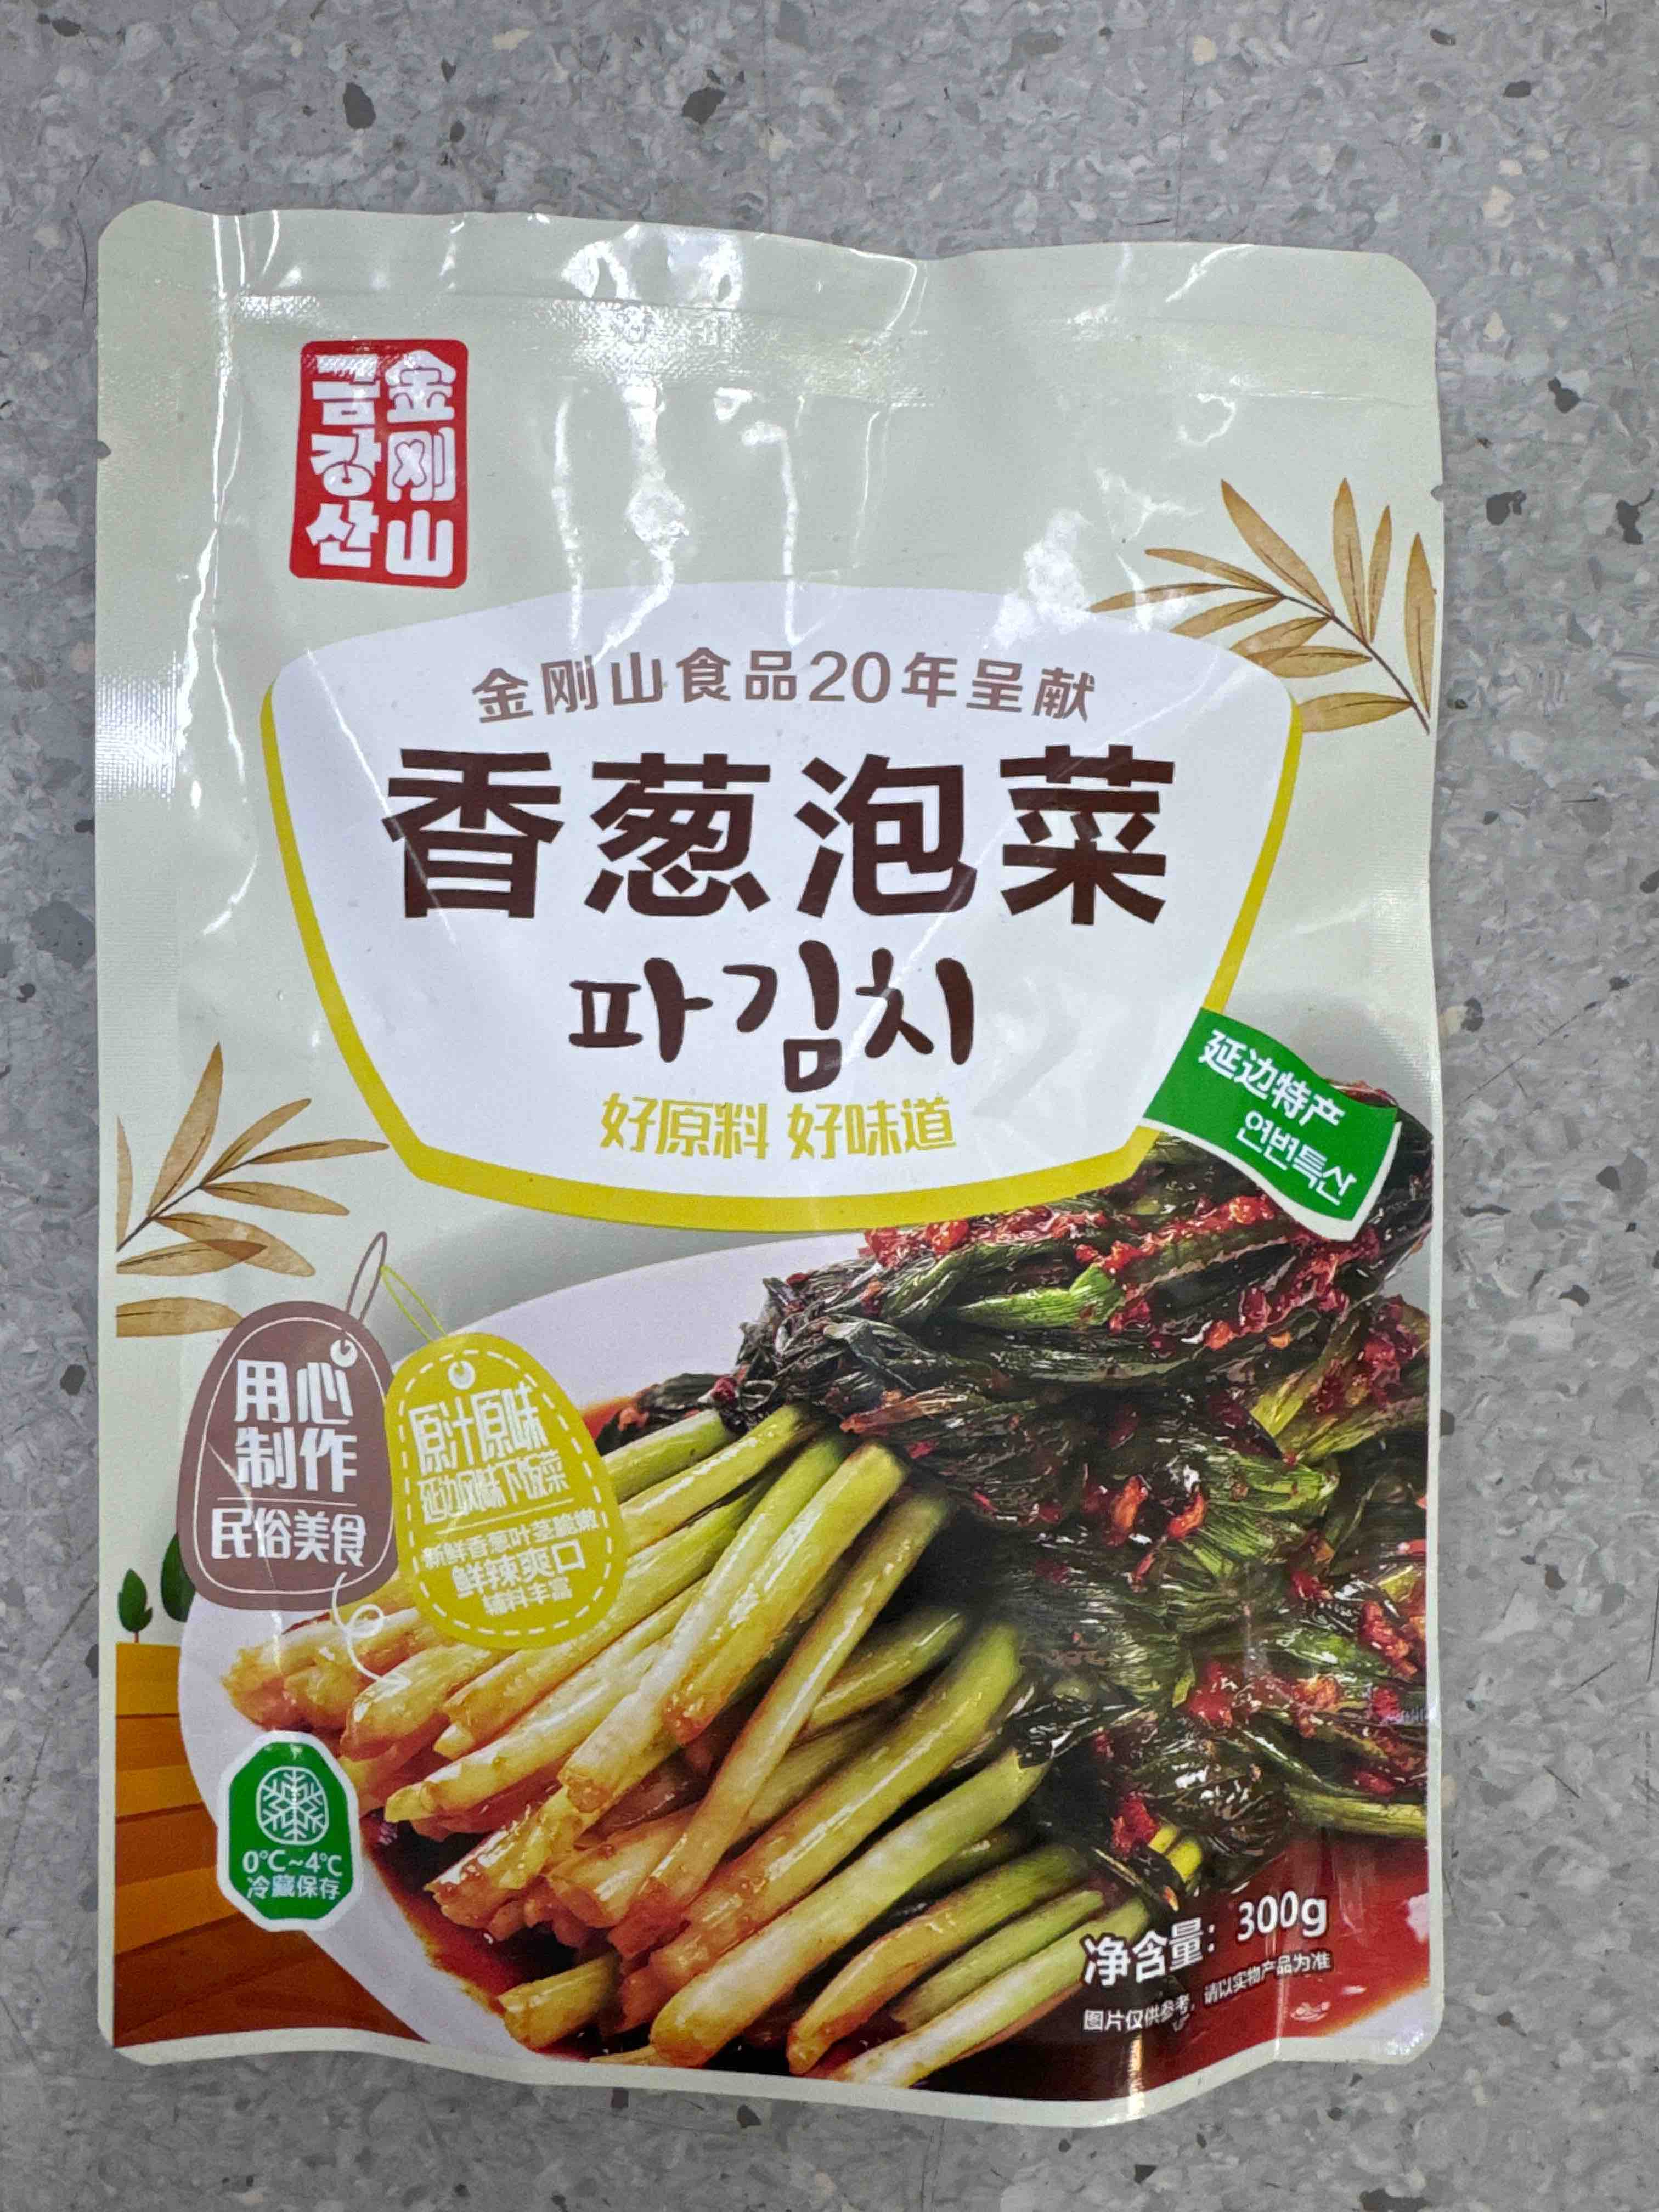 金刚山
금강산
金刚山食品20年呈献
香葱泡菜
파김치
好原料 好味道
延边特产
연변특산
用心
制作
民俗美食
原汁原味
延边风味下饭菜
新鲜香葱叶茎脆嫩
鲜辣爽口
辅料丰富
0℃~4℃
冷藏保存
净含量：300g
图片仅供参考，请以实物产品为准